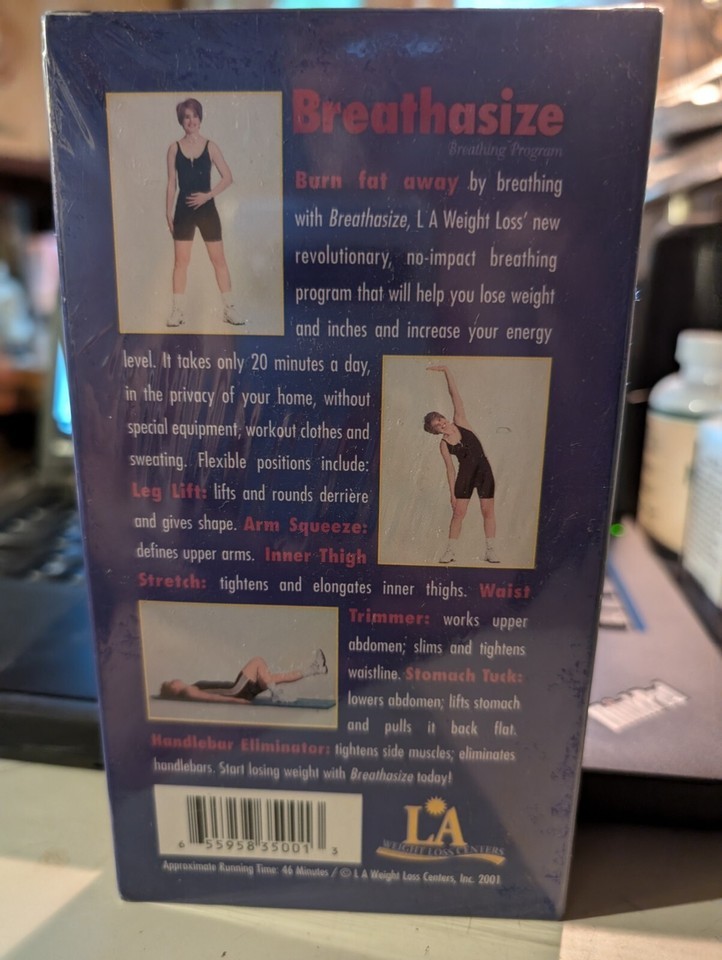 Breathasize
Breathing Program
Burn fat away by breathing
with Breathasize, L A Weight Loss' new
revolutionary, no-impact breathing
program that will help you lose weight
and inches and increase your energy
level. It takes only 20 minutes a day,
in the privacy of your home, without
special equipment, workout clothes and
sweating. Flexible positions include:
Leg Lift: lifts and rounds derrière
and gives shape. Arm Squeeze:
defines upper arms. Inner Thigh
Stretch: tightens and elongates inner thighs. Waist
Trimmer: works upper
abdomen; slims and tightens
waistline. Stomach Tuck:
lowers abdomen; lifts stomach
and pulls it back flat.
Handlebar Eliminator: tightens side muscles; eliminates
handlebars. Start losing weight with Breathasize today!
6 55958 35001 3
LA
WEIGHT LOSS CENTERS
Approximate Running Time: 46 Minutes / © L A Weight Loss Centers, Inc. 2001